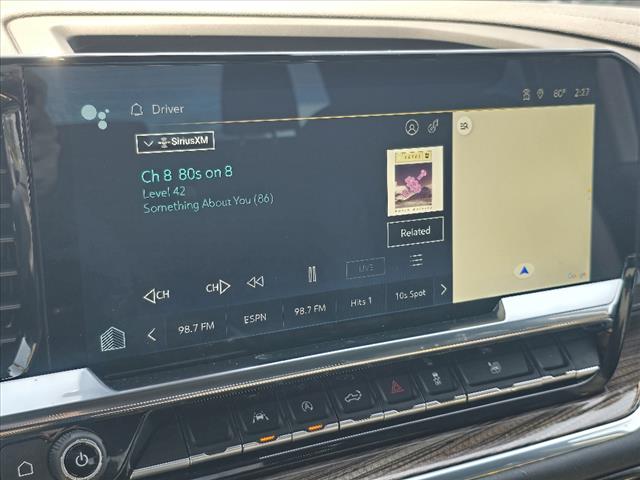 Driver
80° 2:27
SiriusXM
Ch 8 80s on 8
Level 42
Something About You (86)
Related
CH
CH
LIVE
98.7 FM
ESPN
98.7 FM
Hits 1
10s Spot
Google